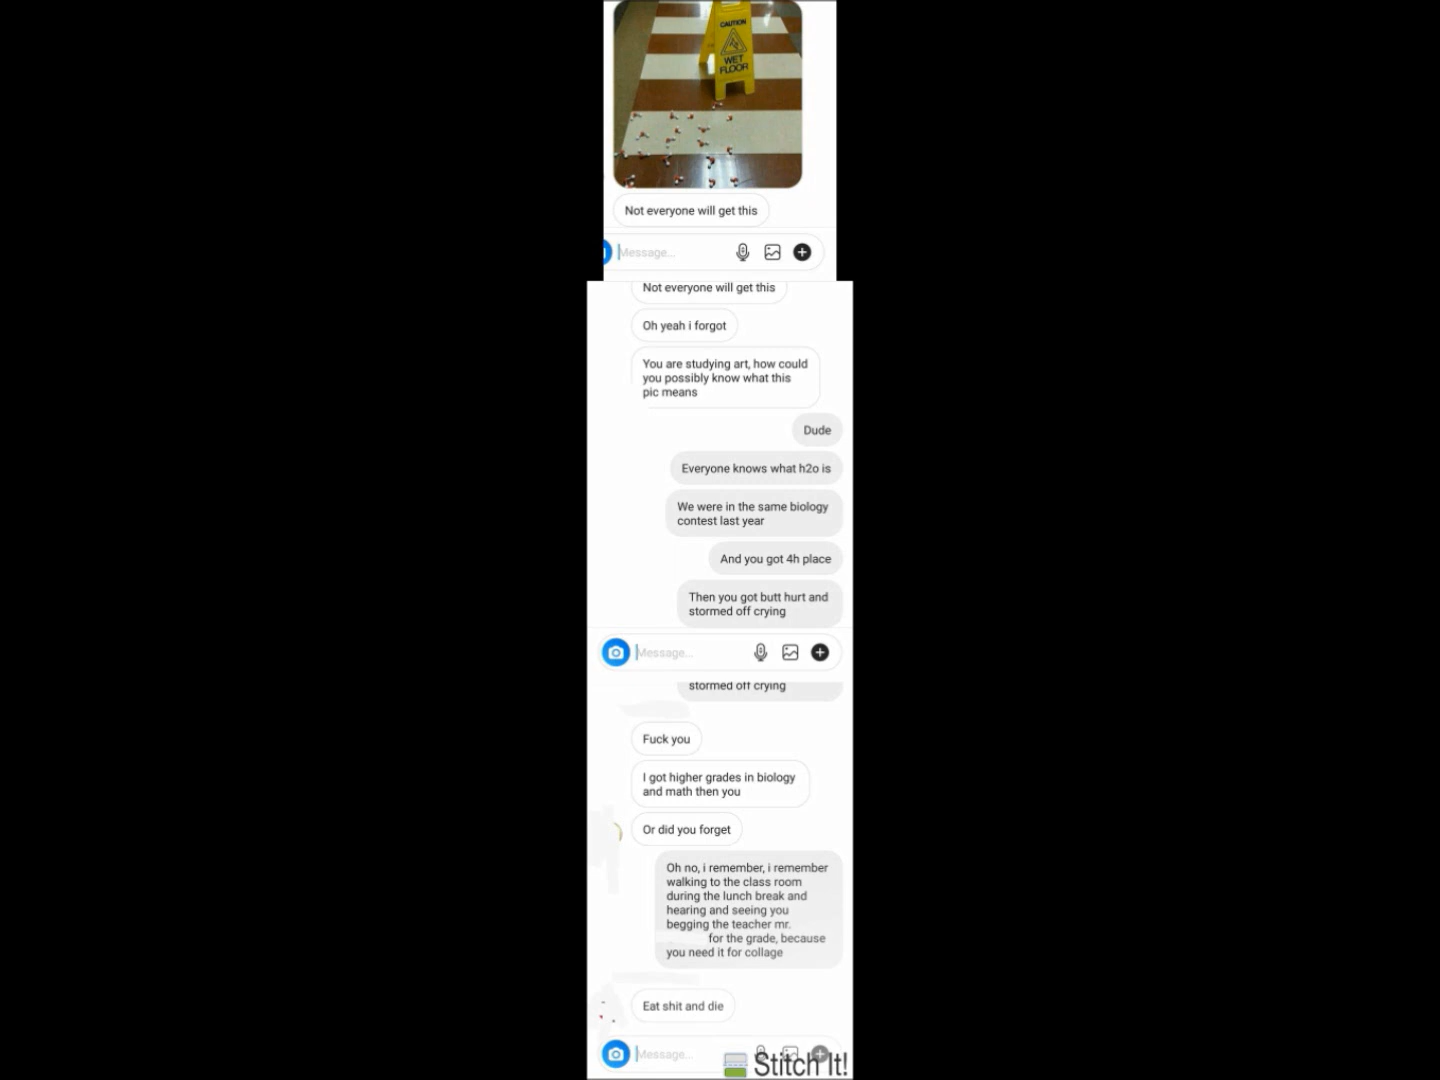 CAUTION
WET
FLOOR
Not everyone will get this
Message...
Not everyone will get this
Oh yeah i forgot
You are studying art, how could
you possibly know what this
pic means
Dude
Everyone knows what h2o is
We were in the same biology
contest last year
And you got 4h place
Then you got butt hurt and
stormed off crying
Message...
stormed off crying
Fuck you
I got higher grades in biology
and math then you
Or did you forget
Oh no, i remember, i remember
walking to the class room
during the lunch break and
hearing and seeing you
begging the teacher mr.
for the grade, because
you need it for collage
Eat shit and die
Message...
Stitch It!